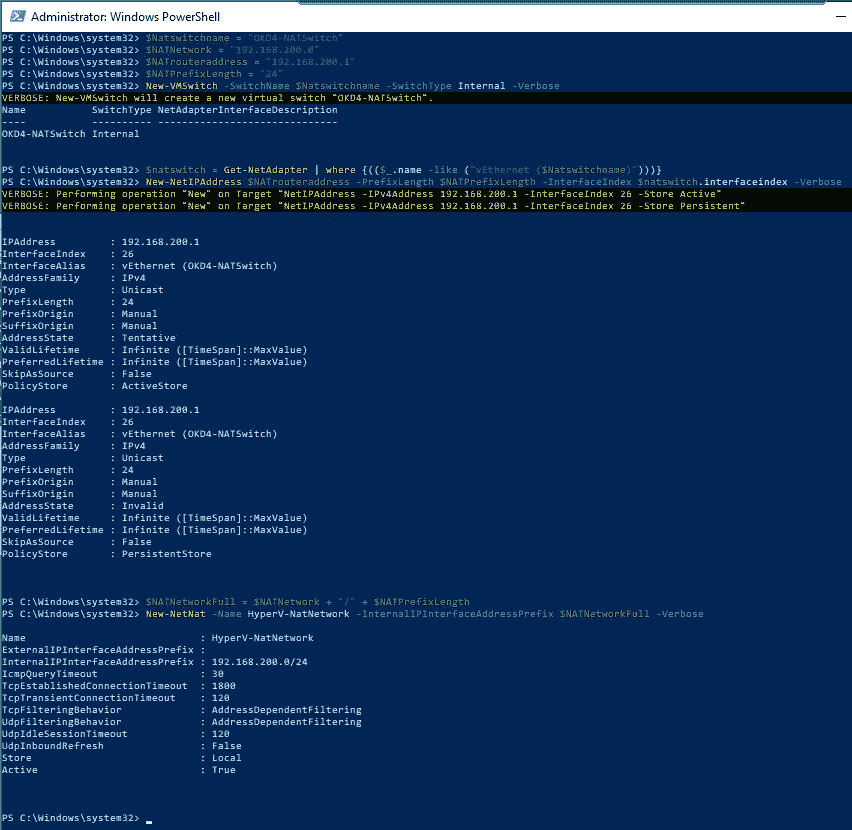 Administrator: Windows PowerShell
PS C:\Windows\system32> $Natswitchname = "OKD4-NATSwitch"
PS C:\Windows\system32> $NATNetwork = "192.168.200.0"
PS C:\Windows\system32> $NATrouteraddress = "192.168.200.1"
PS C:\Windows\system32> $NATPrefixLength = "24"
PS C:\Windows\system32> New-VMSwitch -SwitchName $Natswitchname -SwitchType Internal -Verbose
VERBOSE: New-VMSwitch will create a new virtual switch "OKD4-NATSwitch".
Name           SwitchType NetAdapterInterfaceDescription
----           ---------- ------------------------------
OKD4-NATSwitch Internal
PS C:\Windows\system32> $natswitch = Get-NetAdapter | where {(($_.name -like ("vEthernet ($Natswitchname)")))}
PS C:\Windows\system32> New-NetIPAddress $NATrouteraddress -PrefixLength $NATPrefixLength -InterfaceIndex $natswitch.interfaceindex -Verbose
VERBOSE: Performing operation "New" on Target "NetIPAddress -IPv4Address 192.168.200.1 -InterfaceIndex 26 -Store Active"
VERBOSE: Performing operation "New" on Target "NetIPAddress -IPv4Address 192.168.200.1 -InterfaceIndex 26 -Store Persistent"
IPAddress         : 192.168.200.1
InterfaceIndex    : 26
InterfaceAlias    : vEthernet (OKD4-NATSwitch)
AddressFamily     : IPv4
Type              : Unicast
PrefixLength      : 24
PrefixOrigin      : Manual
SuffixOrigin      : Manual
AddressState      : Tentative
ValidLifetime     : Infinite ([TimeSpan]::MaxValue)
PreferredLifetime : Infinite ([TimeSpan]::MaxValue)
SkipAsSource      : False
PolicyStore       : ActiveStore
IPAddress         : 192.168.200.1
InterfaceIndex    : 26
InterfaceAlias    : vEthernet (OKD4-NATSwitch)
AddressFamily     : IPv4
Type              : Unicast
PrefixLength      : 24
PrefixOrigin      : Manual
SuffixOrigin      : Manual
AddressState      : Invalid
ValidLifetime     : Infinite ([TimeSpan]::MaxValue)
PreferredLifetime : Infinite ([TimeSpan]::MaxValue)
SkipAsSource      : False
PolicyStore       : PersistentStore
PS C:\Windows\system32> $NATNetworkFull = $NATNetwork + "/" + $NATPrefixLength
PS C:\Windows\system32> New-NetNat -Name HyperV-NatNetwork -InternalIPInterfaceAddressPrefix $NATNetworkFull -Verbose
Name                             : HyperV-NatNetwork
ExternalIPInterfaceAddressPrefix :
InternalIPInterfaceAddressPrefix : 192.168.200.0/24
IcmpQueryTimeout                 : 30
TcpEstablishedConnectionTimeout  : 1800
TcpTransientConnectionTimeout    : 120
TcpFilteringBehavior             : AddressDependentFiltering
UdpFilteringBehavior             : AddressDependentFiltering
UdpIdleSessionTimeout            : 120
UdpInboundRefresh                : False
Store                            : Local
Active                           : True
PS C:\Windows\system32>